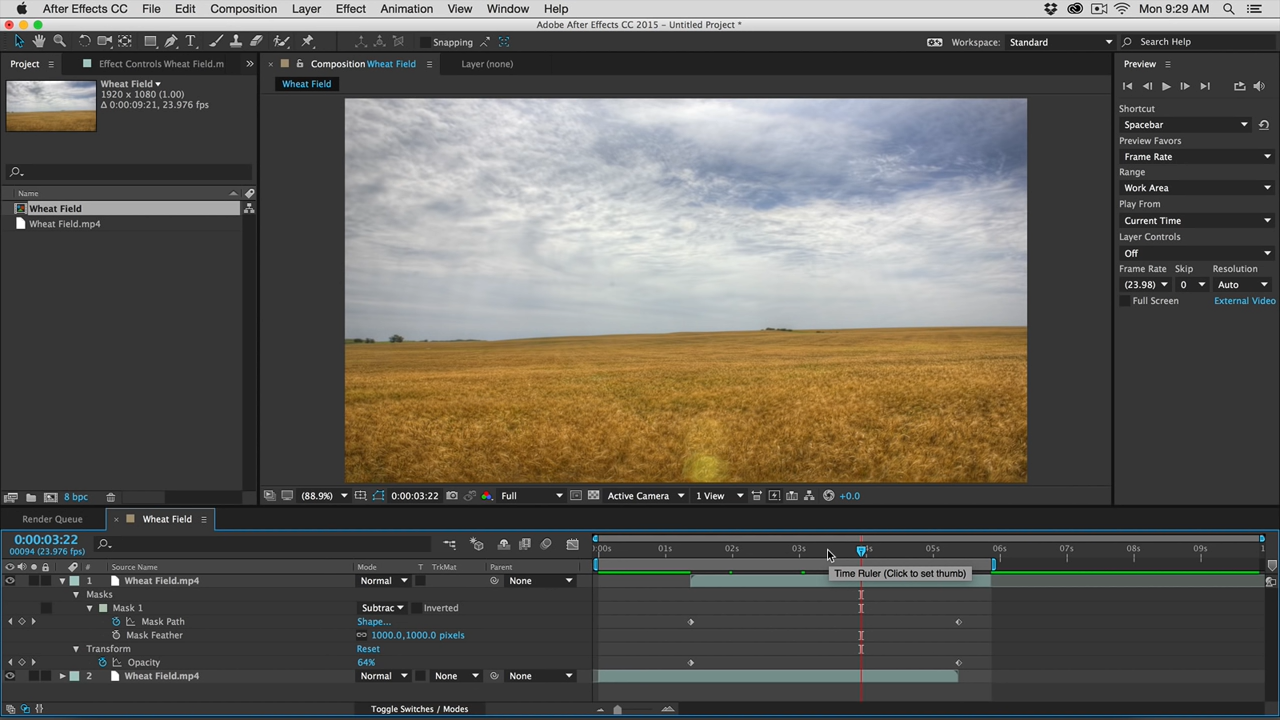 After Effects CC File Edit Composition Layer Effect Animation View Window Help Mon 9:29 AM
Adobe After Effects CC 2015 - Untitled Project *
Snapping Workspace: Standard Search Help
Project Effect Controls Wheat Field.m Composition Wheat Field Layer (none) Preview
Wheat Field
1920 x 1080 (1.00)
Δ 0:00:09:21, 23.976 fps
Wheat Field
Shortcut
Spacebar
Preview Favors
Frame Rate
Range
Work Area
Play From
Current Time
Layer Controls
Off
Frame Rate Skip Resolution
(23.98) 0 Auto
Full Screen External Video
Name
Wheat Field
Wheat Field.mp4
8 bpc (88.9%) 0:00:03:22 Full Active Camera 1 View +0.0
Render Queue Wheat Field
0:00:03:22
00094 (23.976 fps)
:00s 01s 02s 03s 4s 05s 06s 07s 08s 09s 1
# Source Name Mode T TrkMat Parent
Time Ruler (Click to set thumb)
1 Wheat Field.mp4 Normal None
Masks
Mask 1 Subtrac Inverted
Mask Path Shape...
Mask Feather 1000.0,1000.0 pixels
Transform Reset
Opacity 64%
2 Wheat Field.mp4 Normal None None
Toggle Switches / Modes